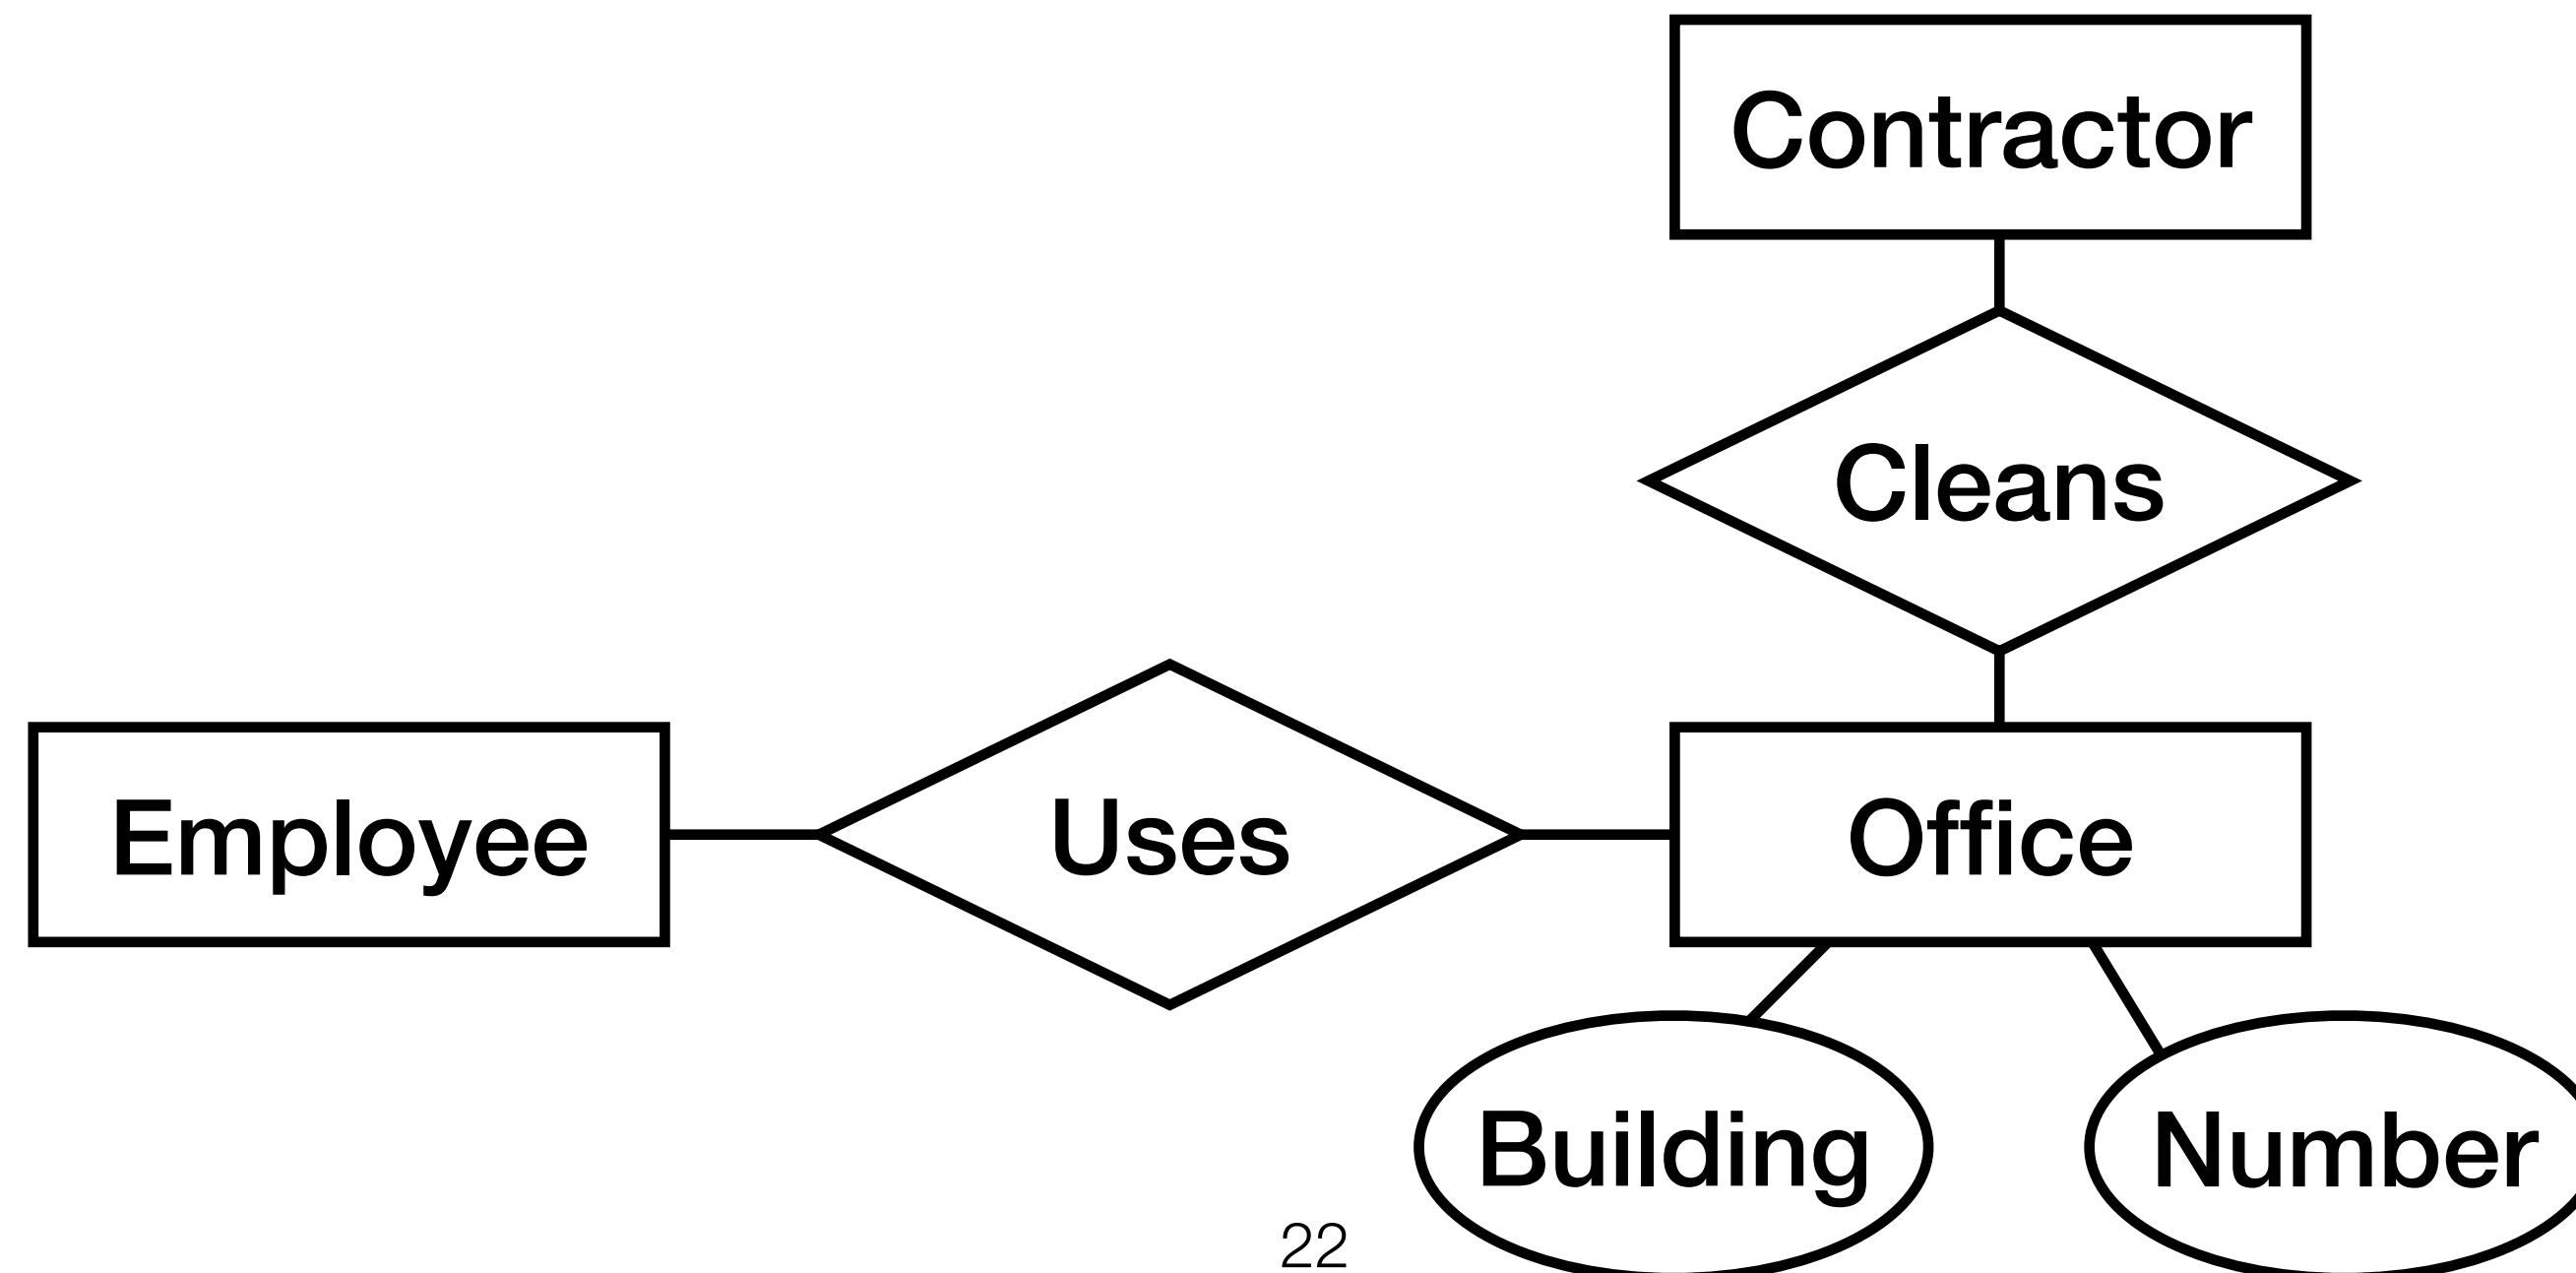 Contractor
Cleans
Employee
Uses
Office
Building
Number
22